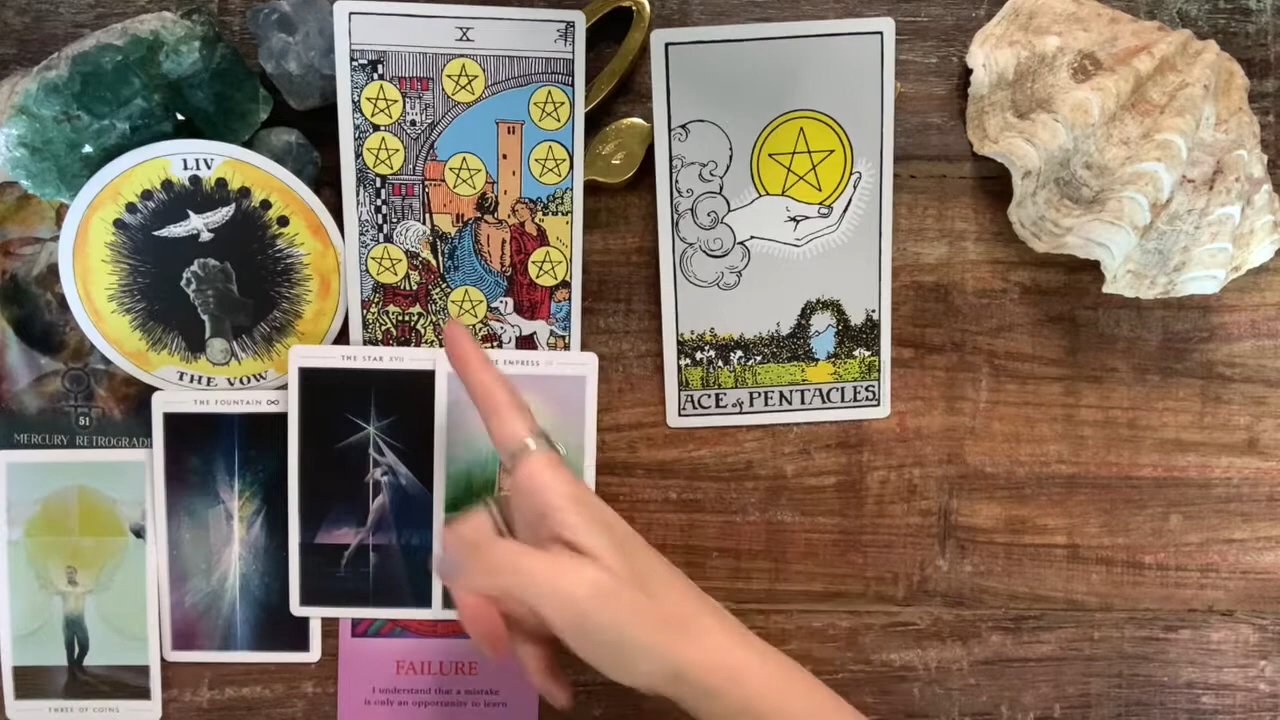 X
LIV
THE VOW
ACE of PENTACLES
THE STAR XVII
EMPRESS III
THE FOUNTAIN ∞
51
MERCURY RETROGRADE
THREE OF COINS
FAILURE
I understand that a mistake
is only an opportunity to learn